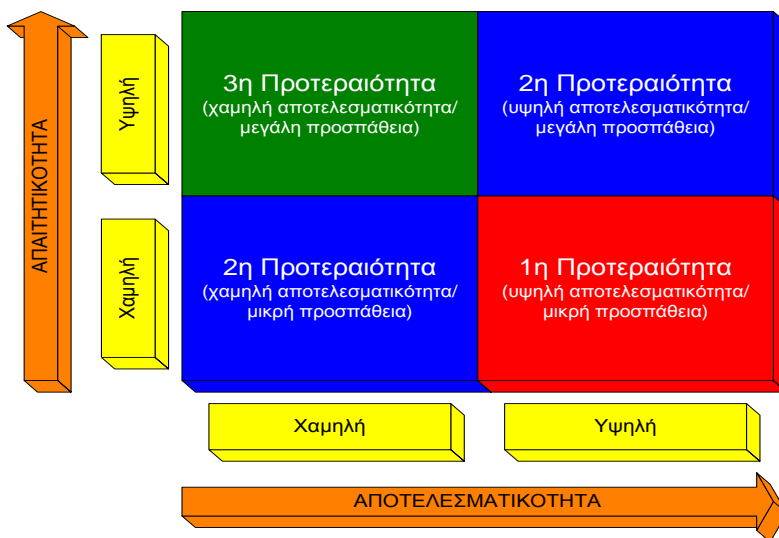 ΑΠΑΙΤΗΤΙΚΟΤΗΤΑ
Υψηλή
3η Προτεραιότητα
(χαμηλή αποτελεσματικότητα/
μεγάλη προσπάθεια)
2η Προτεραιότητα
(υψηλή αποτελεσματικότητα/
μεγάλη προσπάθεια)
Χαμηλή
2η Προτεραιότητα
(χαμηλή αποτελεσματικότητα/
μικρή προσπάθεια)
1η Προτεραιότητα
(υψηλή αποτελεσματικότητα/
μικρή προσπάθεια)
Χαμηλή
Υψηλή
ΑΠΟΤΕΛΕΣΜΑΤΙΚΟΤΗΤΑ